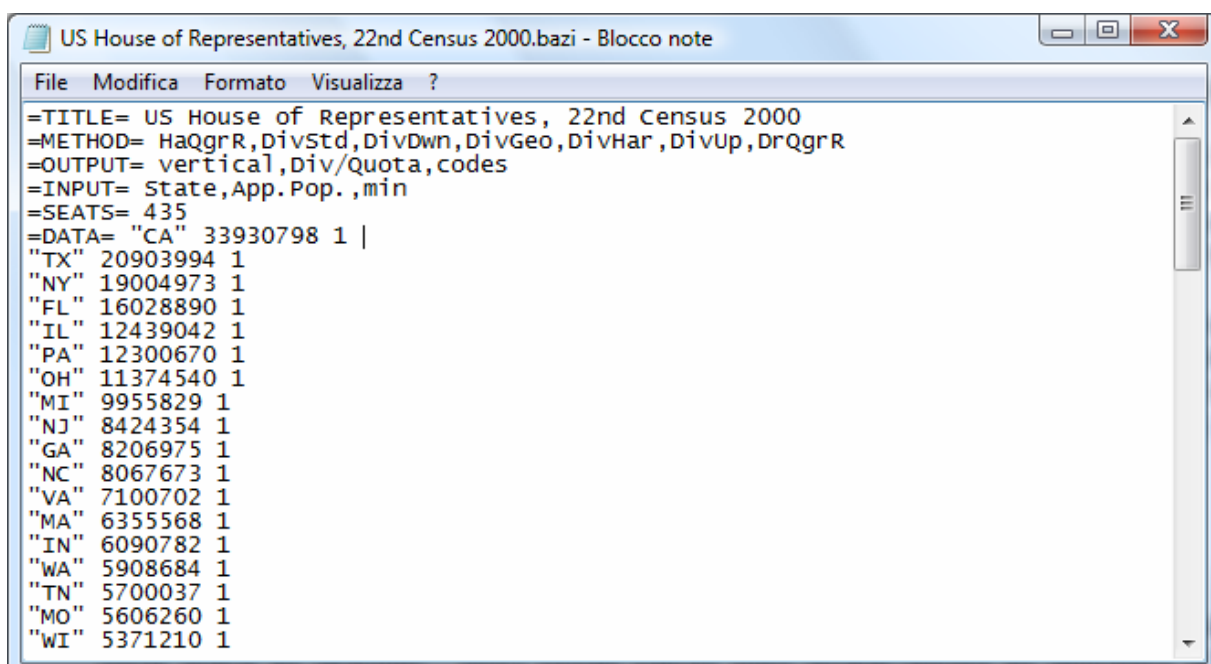 US House of Representatives, 22nd Census 2000.bazi - Blocco note
File Modifica Formato Visualizza ?
=TITLE= US House of Representatives, 22nd Census 2000
=METHOD= HaQgrR,DivStd,DivDwn,DivGeo,DivHar,DivUp,DrQgrR
=OUTPUT= vertical,Div/Quota,codes
=INPUT= State,App.Pop.,min
=SEATS= 435
=DATA= "CA" 33930798 1
"TX" 20903994 1
"NY" 19004973 1
"FL" 16028890 1
"IL" 12439042 1
"PA" 12300670 1
"OH" 11374540 1
"MI" 9955829 1
"NJ" 8424354 1
"GA" 8206975 1
"NC" 8067673 1
"VA" 7100702 1
"MA" 6355568 1
"IN" 6090782 1
"WA" 5908684 1
"TN" 5700037 1
"MO" 5606260 1
"WI" 5371210 1